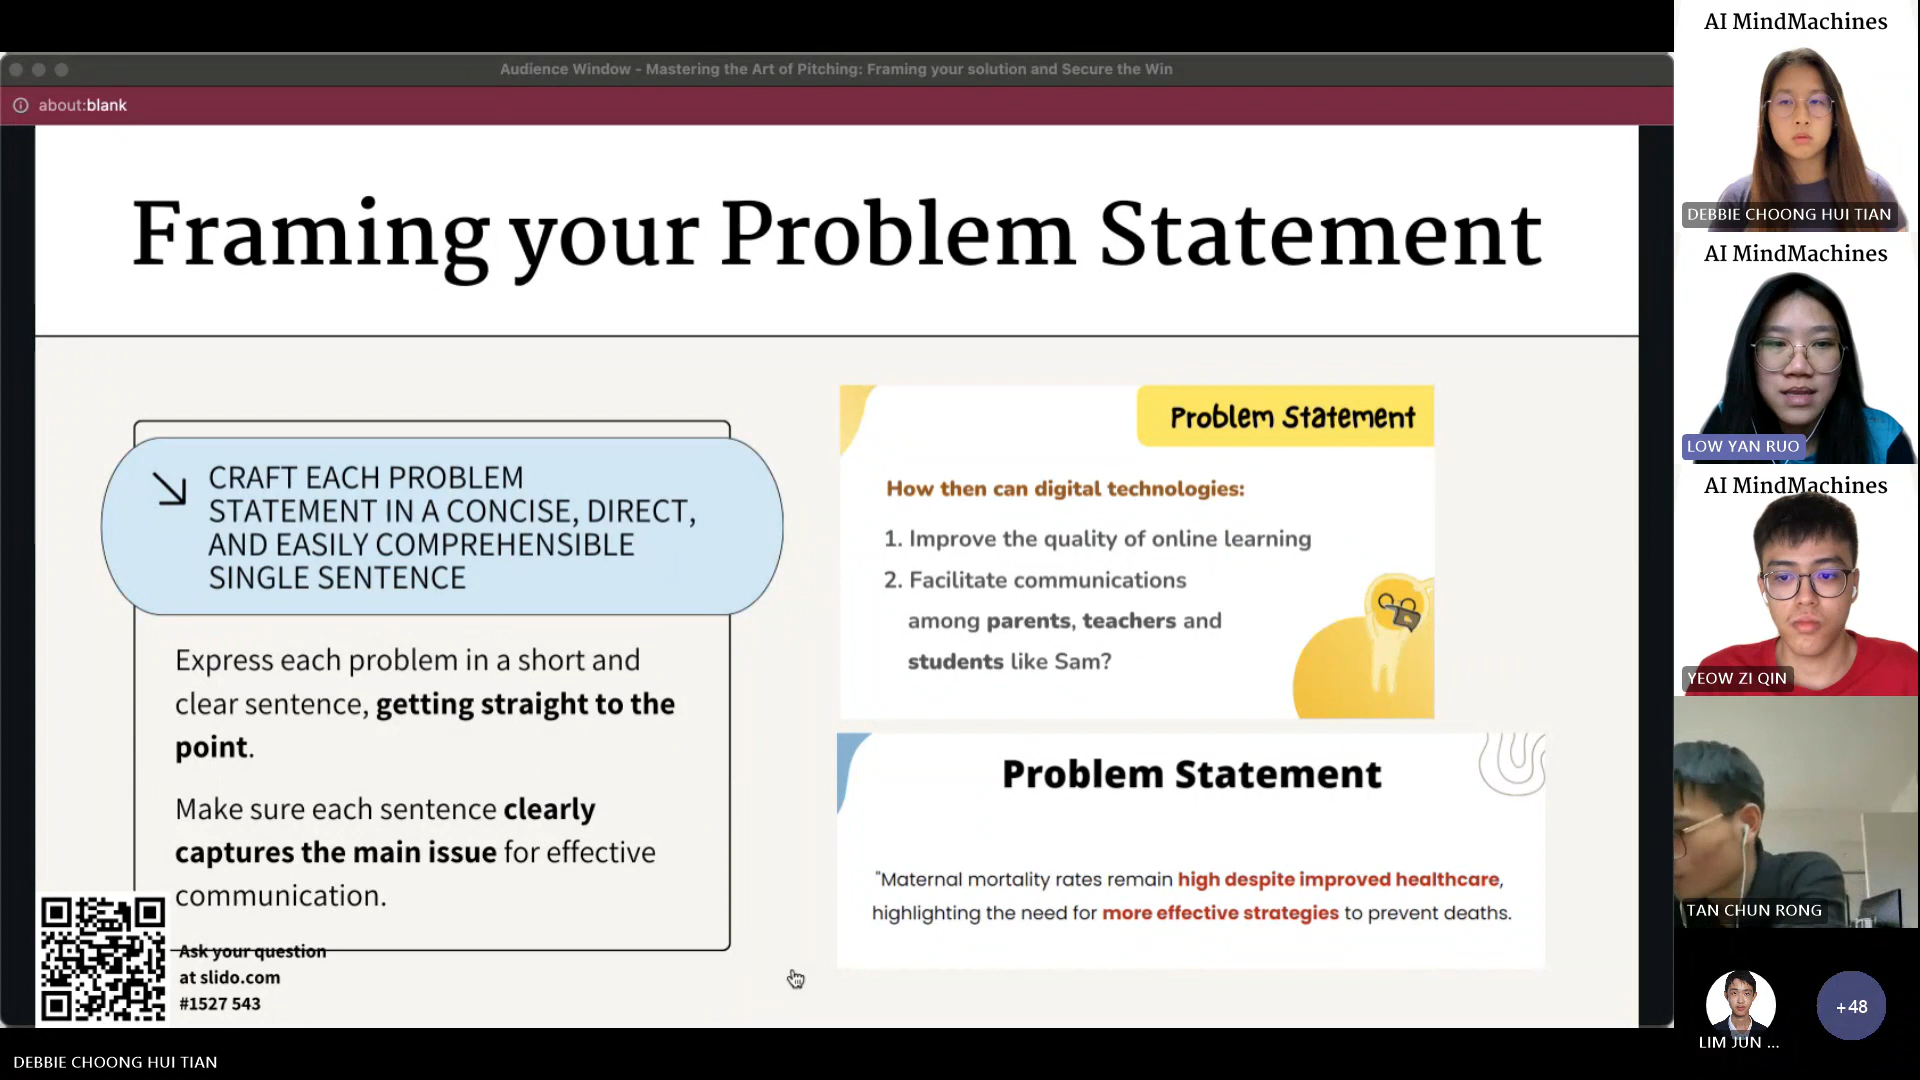 Audience Window - Mastering the Art of Pitching: Framing your solution and Secure the Win
about:blank
Framing your Problem Statement
CRAFT EACH PROBLEM
STATEMENT IN A CONCISE, DIRECT,
AND EASILY COMPREHENSIBLE
SINGLE SENTENCE
Express each problem in a short and
clear sentence, getting straight to the
point.
Make sure each sentence clearly
captures the main issue for effective
communication.
Ask your question
at slido.com
#1527 543
Problem Statement
How then can digital technologies:
1. Improve the quality of online learning
2. Facilitate communications
among parents, teachers and
students like Sam?
Problem Statement
"Maternal mortality rates remain high despite improved healthcare,
highlighting the need for more effective strategies to prevent deaths.
AI MindMachines
DEBBIE CHOONG HUI TIAN
AI MindMachines
LOW YAN RUO
AI MindMachines
YEOW ZI QIN
TAN CHUN RONG
LIM JUN ...
+48
DEBBIE CHOONG HUI TIAN